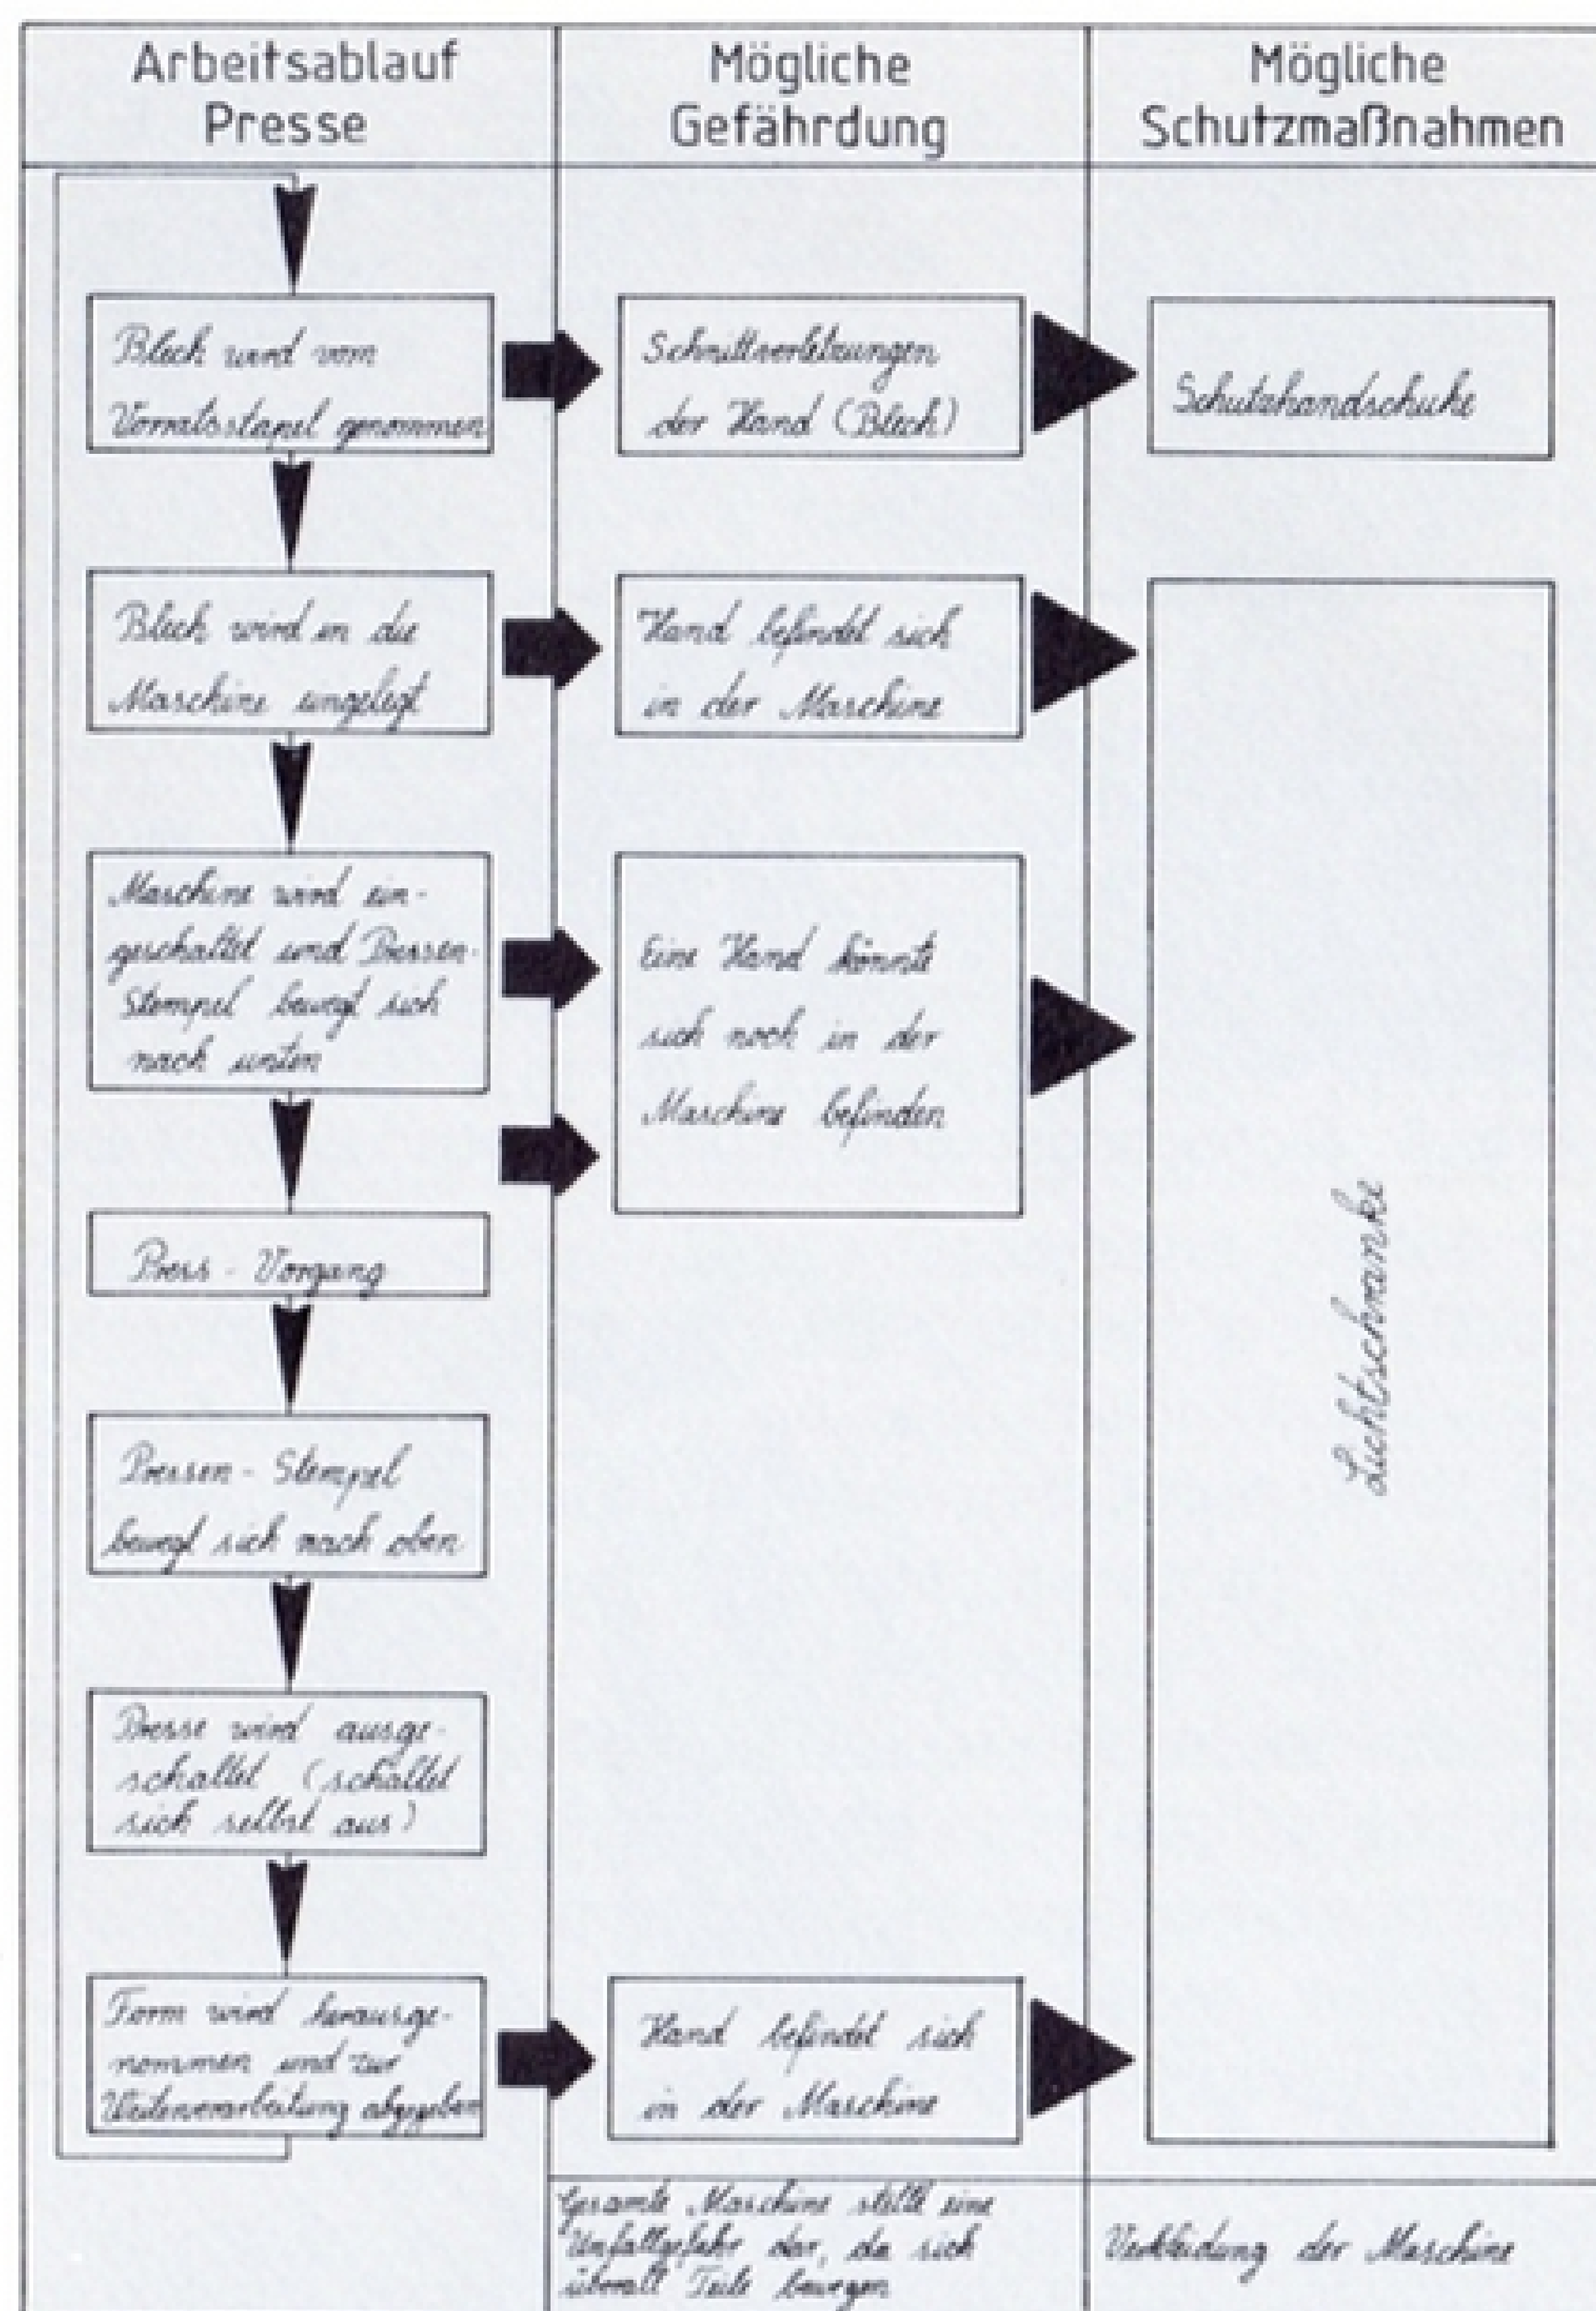 Arbeitsablauf
Presse
Mögliche
Gefährdung
Mögliche
Schutzmaßnahmen
Blech wird vom
Vorratsstapel genommen
Schnittverletzungen
der Hand (Blech)
Schutzhandschuhe
Blech wird in die
Maschine eingelegt
Hand befindet sich
in der Maschine
Maschine wird ein-
geschaltet und Pressen-
Stempel bewegt sich
nach unten
Eine Hand könnte
sich noch in der
Maschine befinden
Press - Vorgang
Pressen - Stempel
bewegt sich nach oben
Presse wird ausge-
schaltet (schaltet
sich selbst aus)
Form wird herausge-
nommen und zur
Weiterverarbeitung abgegeben
Hand befindet sich
in der Maschine
Lichtschranke
Gesamte Maschine stellt eine
Unfallgefahr dar, da sich
überall Teile bewegen
Verkleidung der Maschine